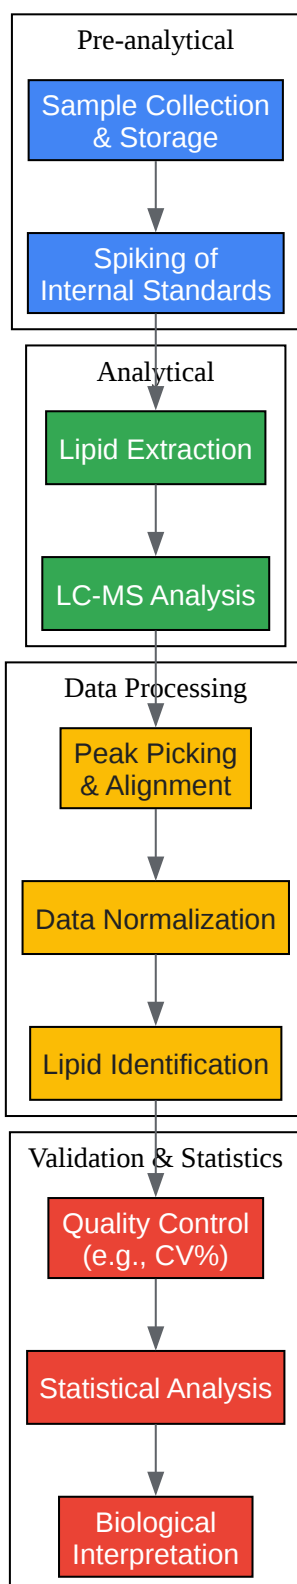 Pre-analytical
Sample Collection
& Storage
Spiking of
Internal Standards
Analytical
Lipid Extraction
LC-MS Analysis
Data Processing
Peak Picking
& Alignment
Data Normalization
Lipid Identification
Validation & Statistics
Quality Control
(e.g., CV%)
Statistical Analysis
Biological
Interpretation